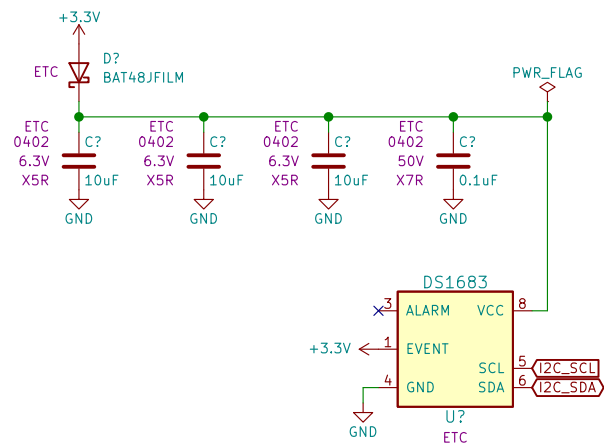 +3.3V
ETC
D?
BAT48JFILM
PWR_FLAG
ETC
0402
6.3V
X5R
C?
10uF
GND
ETC
0402
6.3V
X5R
C?
10uF
GND
ETC
0402
6.3V
X5R
C?
10uF
GND
ETC
0402
50V
X7R
C?
0.1uF
GND
DS1683
3 ALARM
VCC 8
+3.3V
1 EVENT
SCL 5 I2C_SCL
4 GND
SDA 6 I2C_SDA
GND
U?
ETC